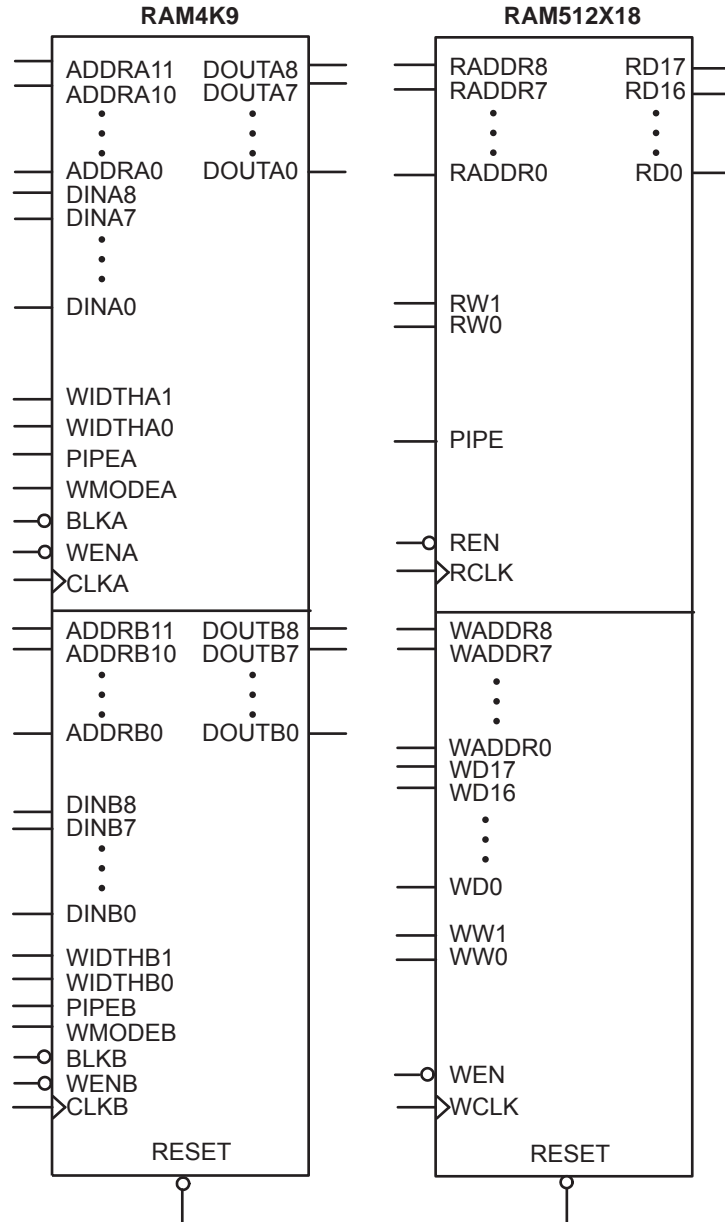 RAM4K9
ADDRA11 DOUTA8
ADDRA10 DOUTA7
ADDRA0 DOUTA0
DINA8
DINA7
DINA0
WIDTHA1
WIDTHA0
PIPEA
WMODEA
BLKA
WENA
CLKA
ADDRB11 DOUTB8
ADDRB10 DOUTB7
ADDRB0 DOUTB0
DINB8
DINB7
DINB0
WIDTHB1
WIDTHB0
PIPEB
WMODEB
BLKB
WENB
CLKB
RESET
RAM512X18
RADDR8 RD17
RADDR7 RD16
RADDR0 RD0
RW1
RW0
PIPE
REN
RCLK
WADDR8
WADDR7
WADDR0
WD17
WD16
WD0
WW1
WW0
WEN
WCLK
RESET